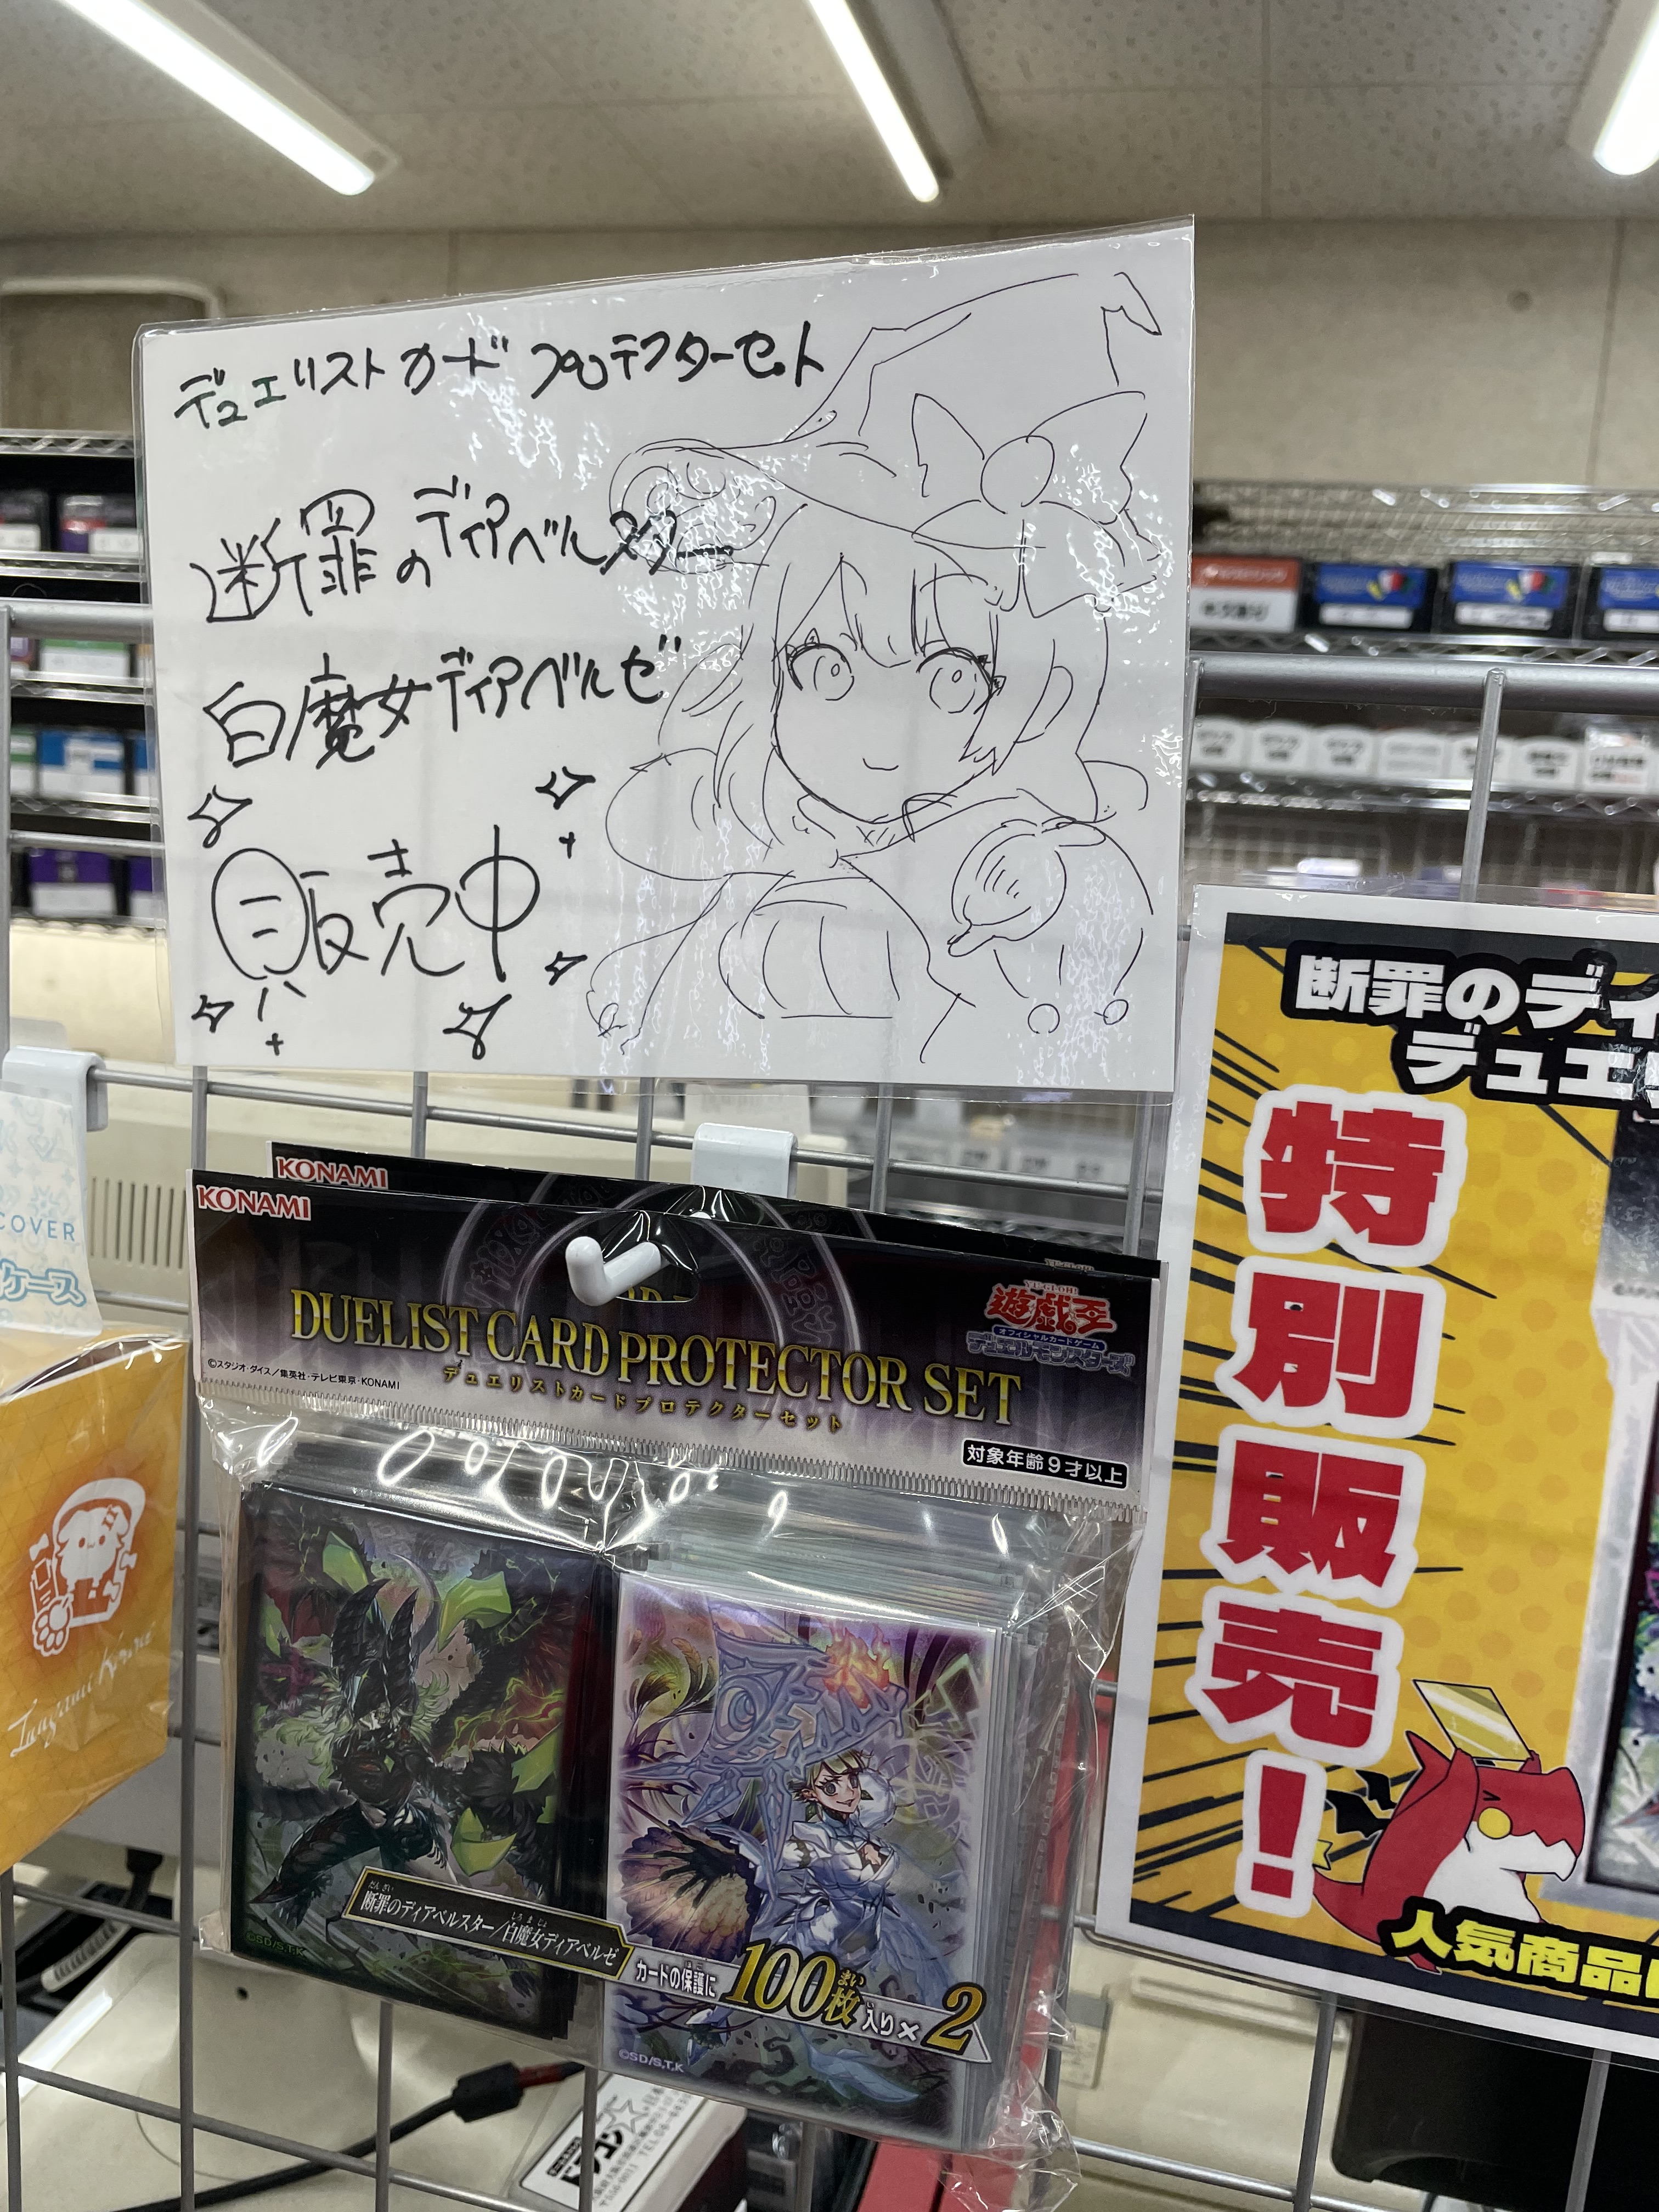 デュエリストカードプロテクターセット
断罪のディアベルスター
白魔女ディアベルゼ
販売中
断罪のディ
デュエ
特別販売!
人気商品
COVER
ケース
KONAMI
KONAMI
DUELIST CARD PROTECTOR SET
デュエリストカードプロテクターセット
©スタジオ・ダイス/集英社・テレビ東京・KONAMI
YU-GI-OH!
遊戯王
オフィシャルカードゲーム
デュエルモンスターズ
対象年齢9才以上
断罪のディアベルスター/白魔女ディアベルゼ
カードの保護に100枚入り×2
©SD/S.T.K
©SD/S.T.K
ドラゴン